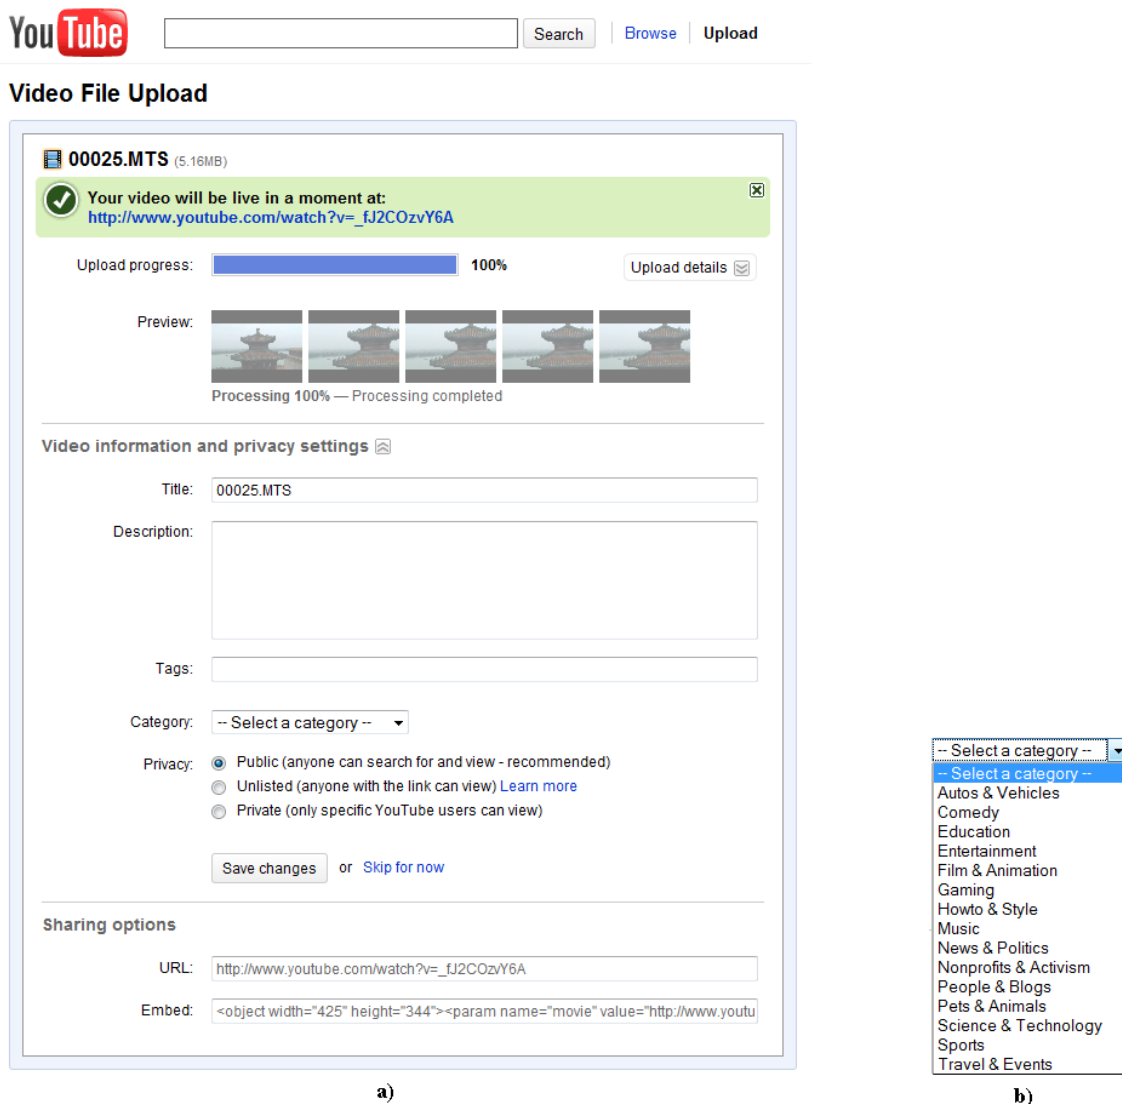 You Tube Search Browse Upload
Video File Upload
00025.MTS (5.16MB)
Your video will be live in a moment at:
http://www.youtube.com/watch?v=_fJ2COzvY6A
Upload progress: 100% Upload details
Preview:
Processing 100% — Processing completed
Video information and privacy settings
Title: 00025.MTS
Description:
Tags:
Category: -- Select a category --
Privacy: Public (anyone can search for and view - recommended)
Unlisted (anyone with the link can view) Learn more
Private (only specific YouTube users can view)
Save changes or Skip for now
Sharing options
URL: http://www.youtube.com/watch?v=_fJ2COzvY6A
Embed: <object width="425" height="344"><param name="movie" value="http://www.youtu
a)
-- Select a category --
-- Select a category --
Autos & Vehicles
Comedy
Education
Entertainment
Film & Animation
Gaming
Howto & Style
Music
News & Politics
Nonprofits & Activism
People & Blogs
Pets & Animals
Science & Technology
Sports
Travel & Events
b)